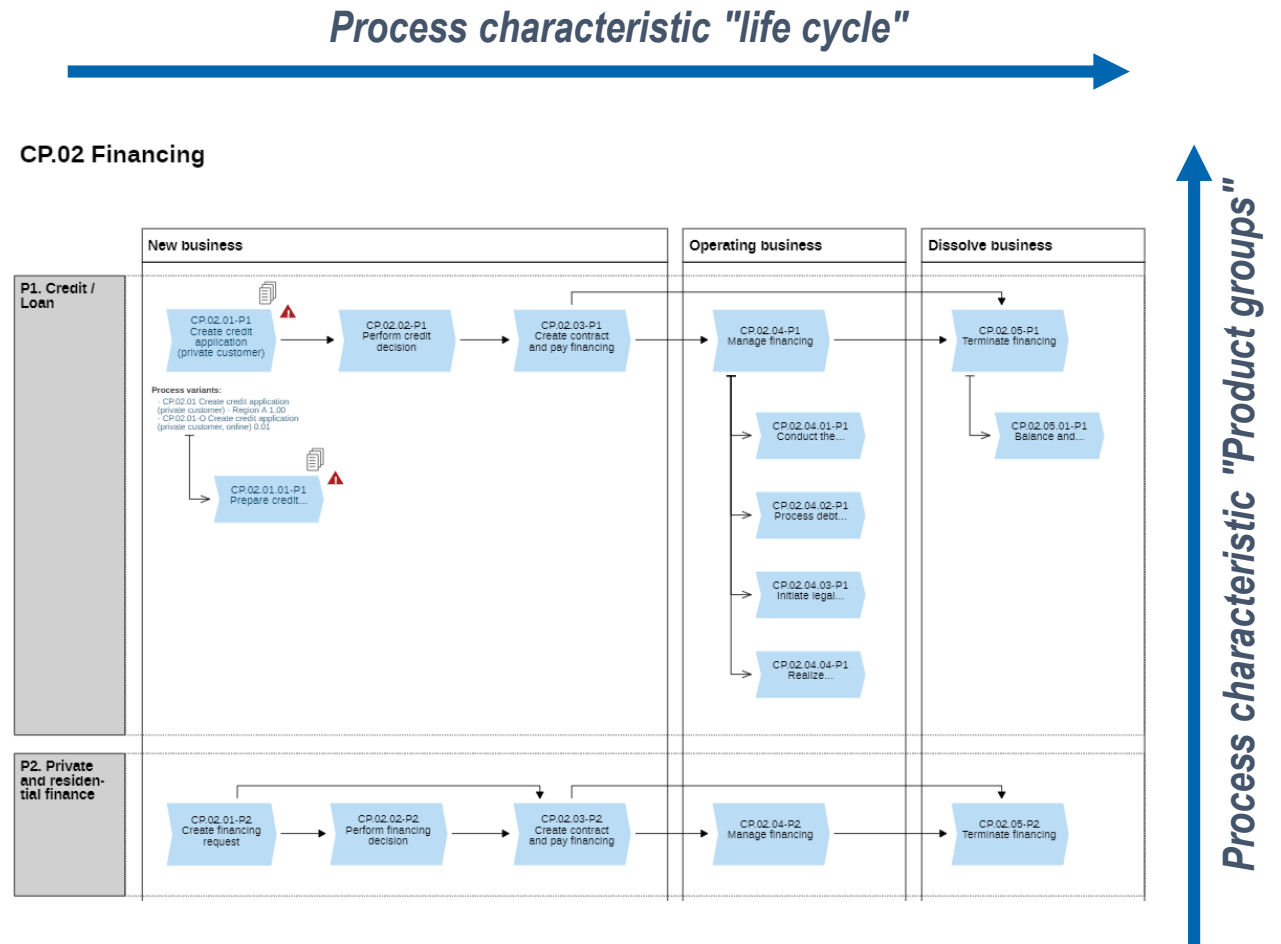 Process characteristic "life cycle"
CP.02 Financing
New business
Operating business
Dissolve business
P1. Credit /
Loan
CP.02.01-P1
Create credit
application
(private customer)
CP.02.02-P1
Perform credit
decision
CP.02.03-P1
Create contract
and pay financing
CP.02.04-P1
Manage financing
CP.02.05-P1
Terminate financing
Process variants:
- CP.02.01 Create credit application
(private customer) - Region A 1.00
- CP.02.01-O Create credit application
(private customer, online) 0.01
CP.02.01.01-P1
Prepare credit...
CP.02.04.01-P1
Conduct the...
CP.02.04.02-P1
Process debt...
CP.02.04.03-P1
Initiate legal...
CP.02.04.04-P1
Realize...
CP.02.05.01-P1
Balance and...
P2. Private
and residen-
tial finance
CP.02.01-P2
Create financing
request
CP.02.02-P2
Perform financing
decision
CP.02.03-P2
Create contract
and pay financing
CP.02.04-P2
Manage financing
CP.02.05-P2
Terminate financing
Process characteristic "Product groups"